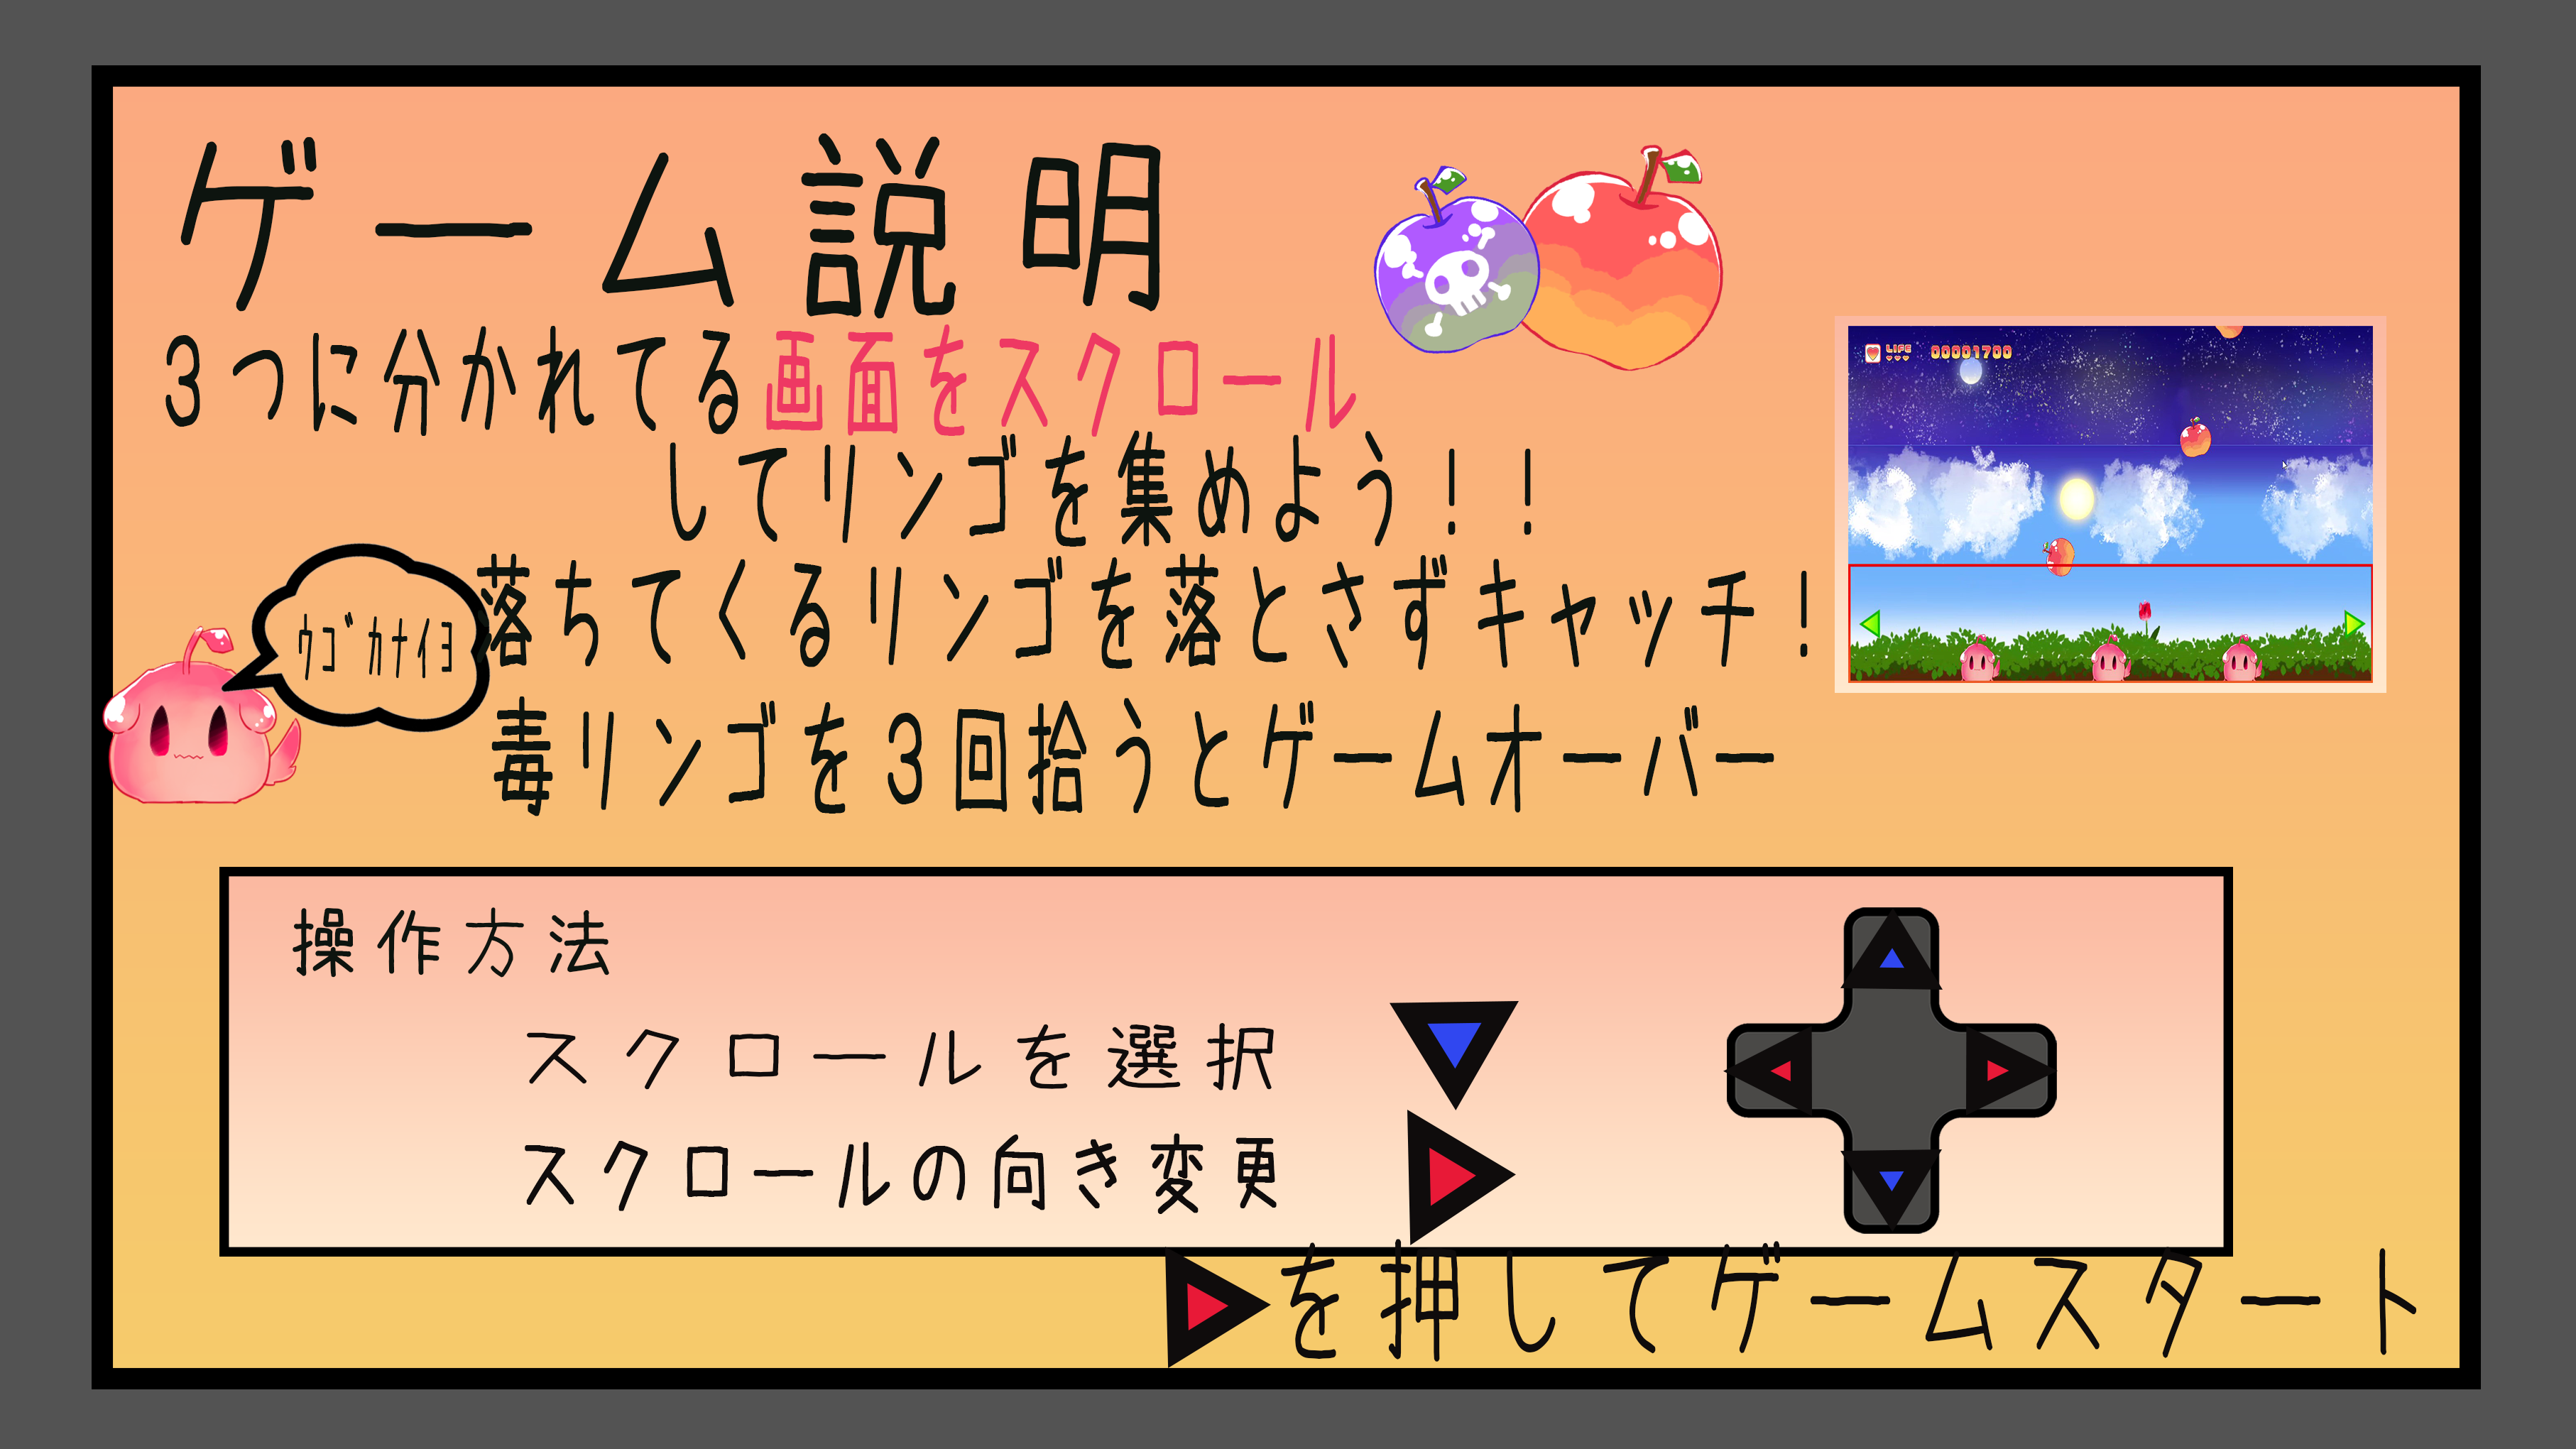 ゲーム説明
3つに分かれてる画面をスクロール
してリンゴを集めよう!!
ウゴカナイヨ
落ちてくるリンゴを落とさずキャッチ!
毒リンゴを3回拾うとゲームオーバー
LIFE
00001700
操作方法
スクロールを選択
スクロールの向き変更
を押してゲームスタート